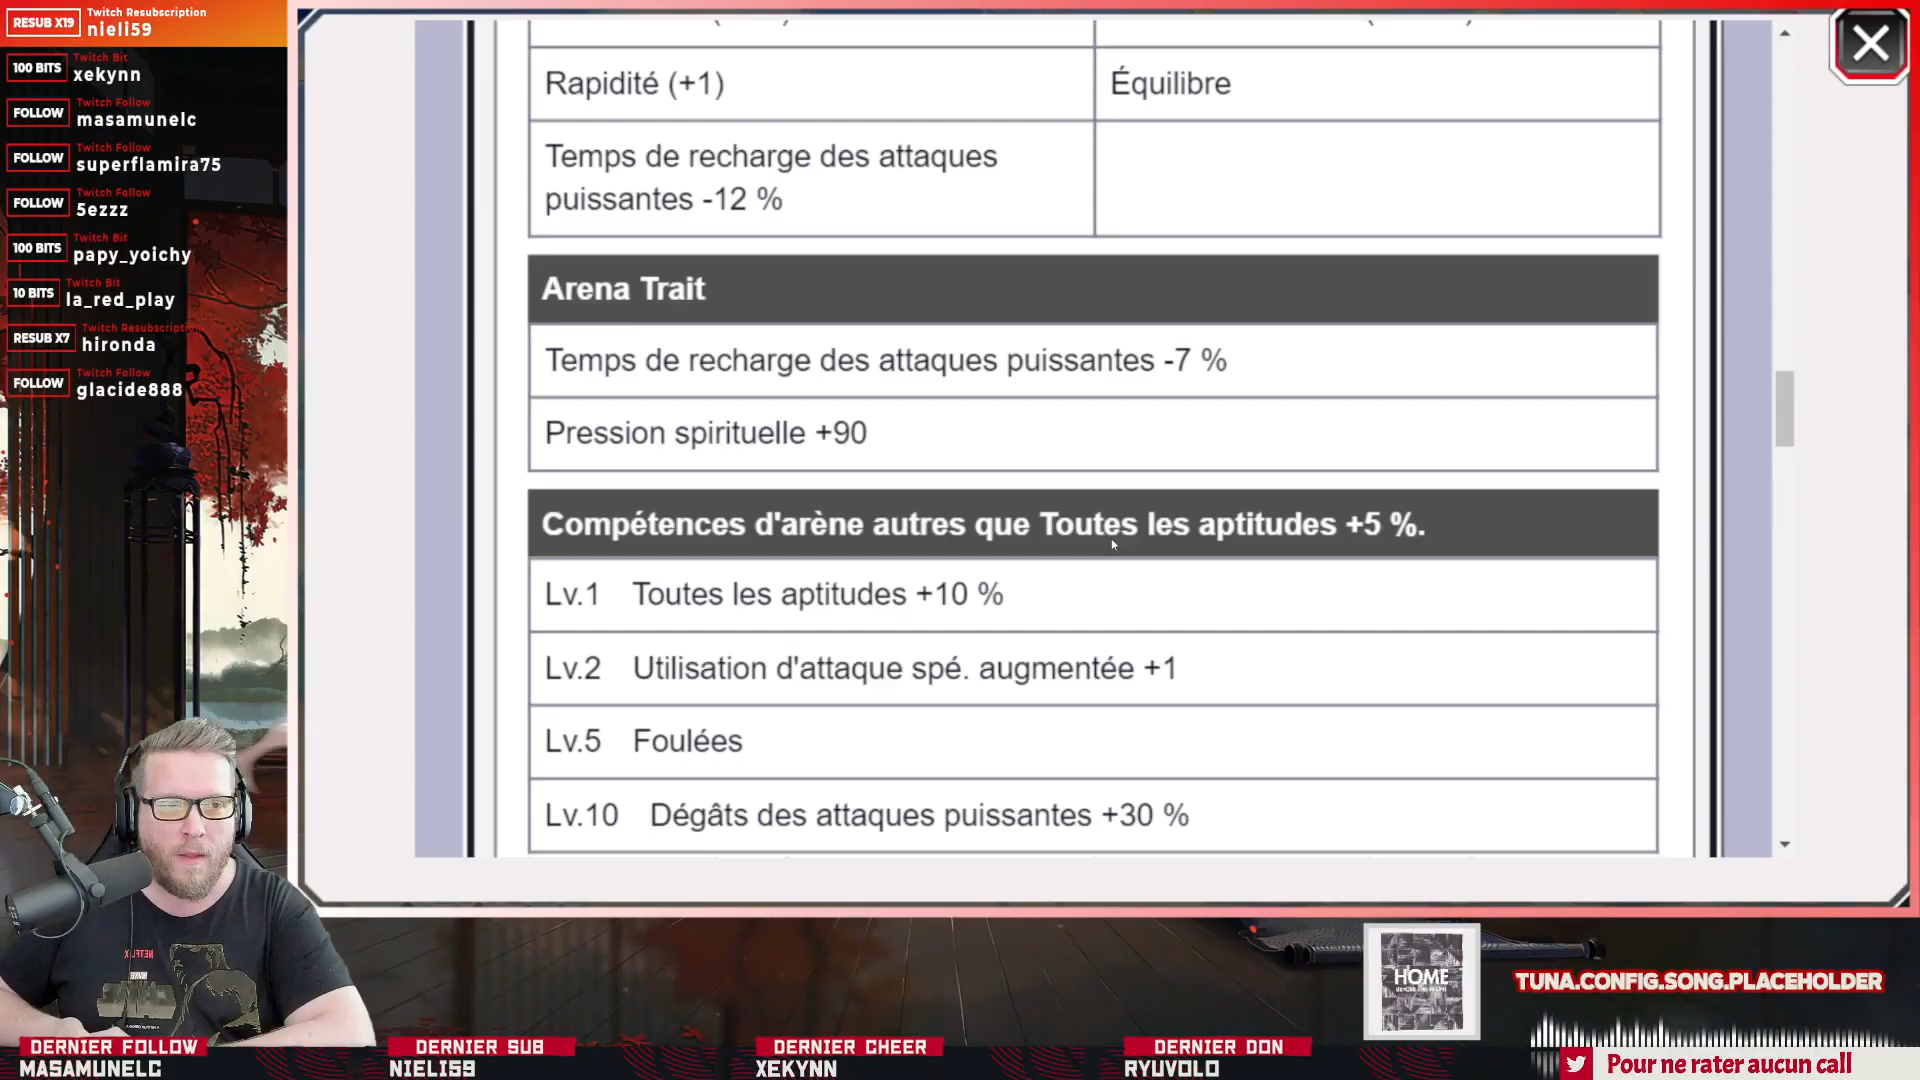 RESUB X19
Twitch Resubscription
nieli59
100 BITS
Twitch Bit
xekynn
FOLLOW
Twitch Follow
masamunelc
FOLLOW
Twitch Follow
superflamira75
FOLLOW
Twitch Follow
5ezzz
100 BITS
Twitch Bit
papy_yoichy
10 BITS
Twitch Bit
la_red_play
RESUB X7
Twitch Resubscription
hironda
FOLLOW
Twitch Follow
glacide888
Rapidité (+1)
Équilibre
Temps de recharge des attaques
puissantes -12 %
Arena Trait
Temps de recharge des attaques puissantes -7 %
Pression spirituelle +90
Compétences d'arène autres que Toutes les aptitudes +5 %.
Lv.1 Toutes les aptitudes +10 %
Lv.2 Utilisation d'attaque spé. augmentée +1
Lv.5 Foulées
Lv.10 Dégâts des attaques puissantes +30 %
NETFLIX
HOME
TUNA.CONFIG.SONG.PLACEHOLDER
DERNIER FOLLOW
MASAMUNELC
DERNIER SUB
NIELI59
DERNIER CHEER
XEKYNN
DERNIER DON
RYUVOLO
Pour ne rater aucun call